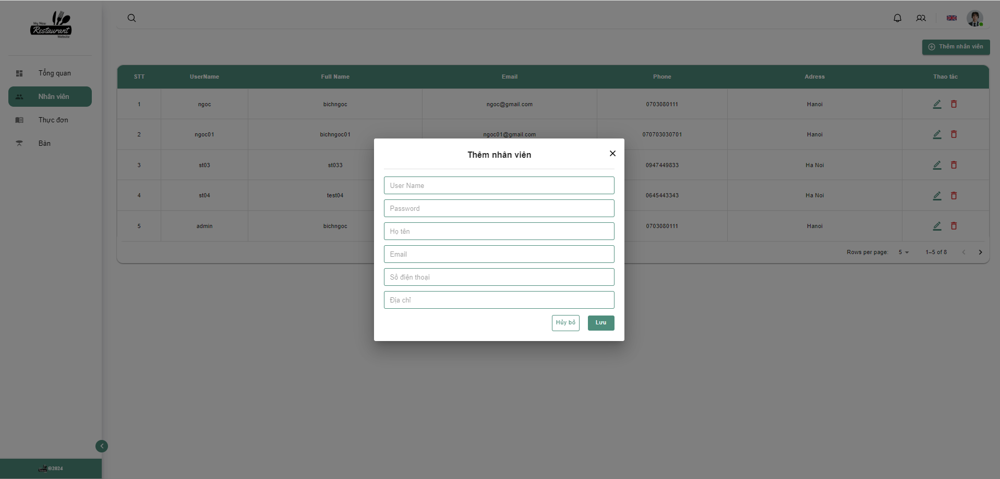 My New
Restaurant
Website
Tổng quan
Nhân viên
Thực đơn
Bàn
©2024
Thêm nhân viên
STT UserName Full Name Email Phone Adress Thao tác
1 ngoc bichngoc ngoc@gmail.com 0703080111 Hanoi
2 ngoc01 bichngoc01 ngoc01@gmail.com 070703030701 Hanoi
3 st03 st033 0947449833 Ha Noi
4 st04 test04 0645443343 Ha Noi
5 admin bichngoc 0703080111 Hanoi
Rows per page: 5 1–5 of 8
Thêm nhân viên
User Name
Password
Họ tên
Email
Số điện thoại
Địa chỉ
Hủy bỏ Lưu